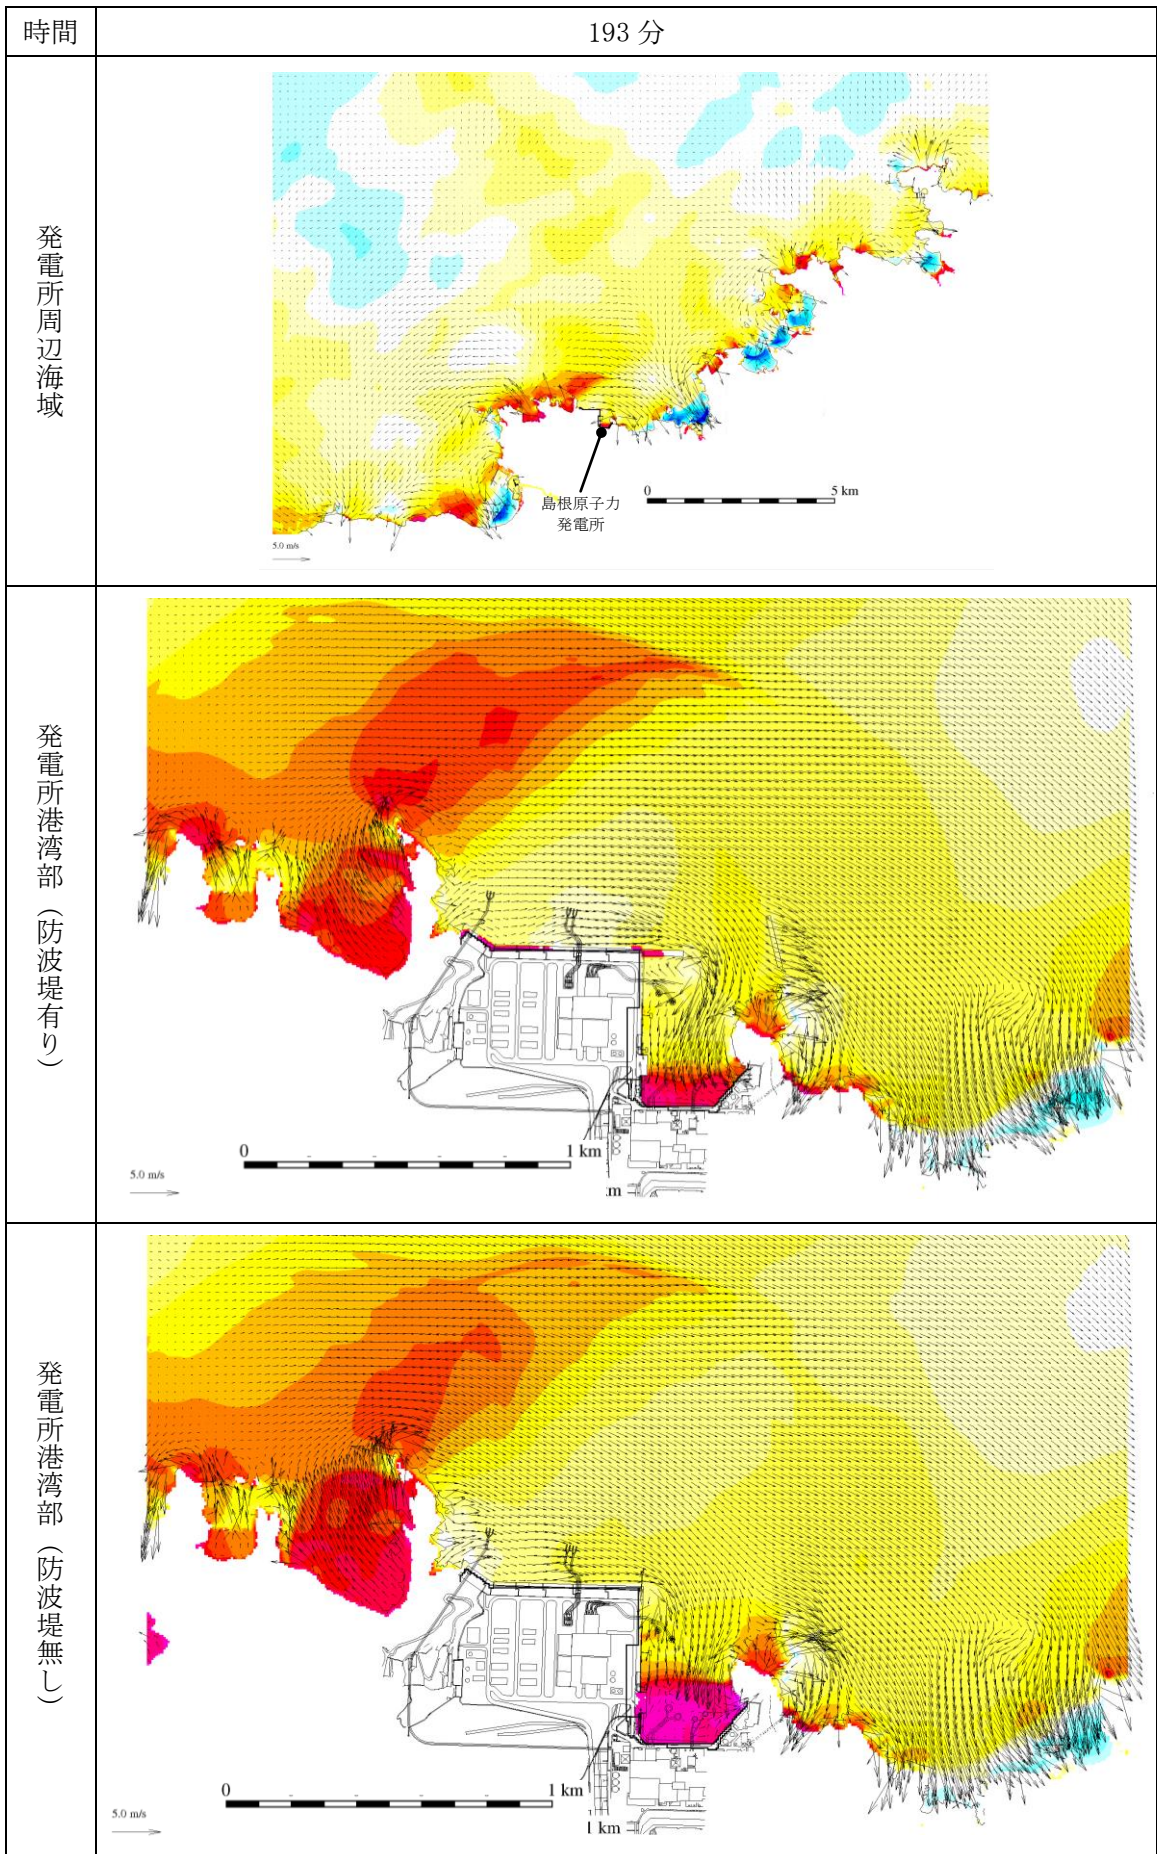 時間
193 分
発電所周辺海域
島根原子力
発電所
0
5 km
5.0 m/s
発電所港湾部（防波堤有り）
0
1 km
5.0 m/s
発電所港湾部（防波堤無し）
0
1 km
5.0 m/s
1 km